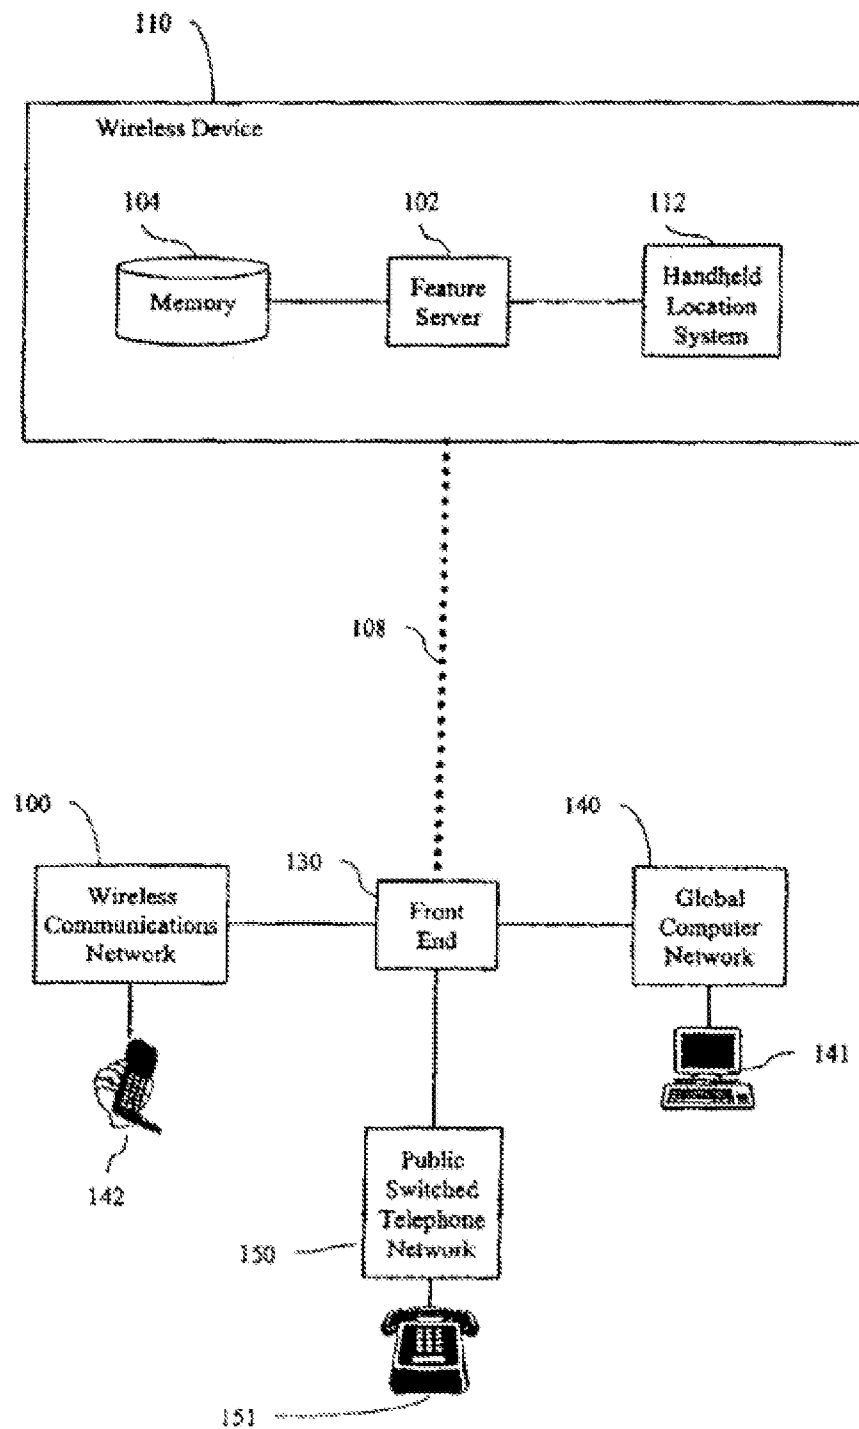 110
Wireless Device
104
102
112
Memory
Feature
Server
Handheld
Location
System
108
100
130
140
Wireless
Communications
Network
Front
End
Global
Computer
Network
141
142
Public
Switched
Telephone
Network
150
151